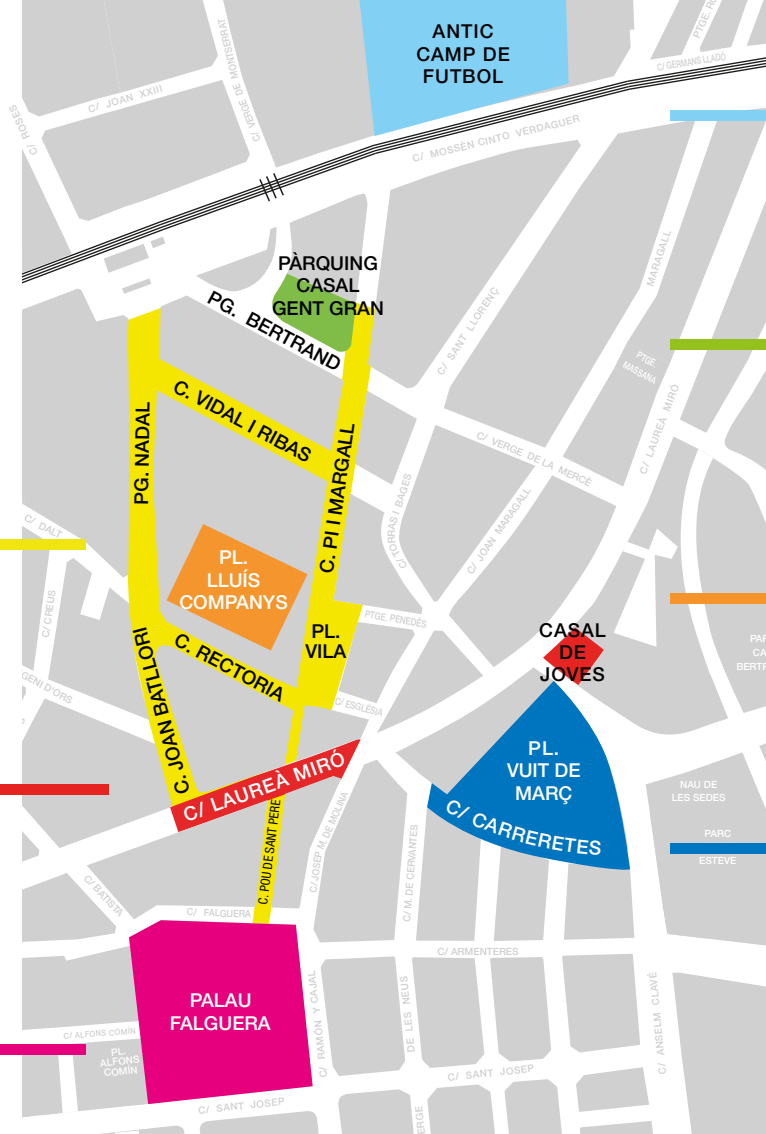 ANTIC
CAMP DE
FUTBOL
C/ GERMANS LLADÓ
C/ VERGE DE MONTSERRAT
C/ JOAN XXIII
C/ ROSES
C/ MOSSÈN CINTO VERDAGUER
PÀRQUING
CASAL
GENT GRAN
PG. BERTRAND
C/ SANT LLORENÇ
MARAGALL
PTGE.
MASSANA
C/ LAUREÀ MIRÓ
C. VIDAL I RIBAS
PG. NADAL
C. PI I MARGALL
C/ VERGE DE LA MERCÈ
C/TORRAS I BAGES
C/ JOAN MARAGALL
C/ DALT
C/ CREUS
PL.
LLUÍS
COMPANYS
PTGE. PENEDÈS
PL.
VILA
CASAL
DE
JOVES
C. JOAN BATLLORI
C. RECTORIA
C/ ESGLÉSIA
GENI D'ORS
C/ LAUREÀ MIRÓ
PL.
VUIT DE
MARÇ
C/ CARRERETES
NAU DE
LES SEDES
PARC
ESTEVE
C. POU DE SANT PERE
C/JOSEP M. DE MOLINA
C/ M. DE CERVANTES
C/ BATISTA
C/ FALGUERA
C/ ARMENTERES
PALAU
FALGUERA
C/ RAMÓN Y CAJAL
DE LES NEUS
C/ ANSELM CLAVÉ
C/ ALFONS COMÍN
PL.
ALFONS
COMÍN
C/ SANT JOSEP
C/ SANT JOSEP